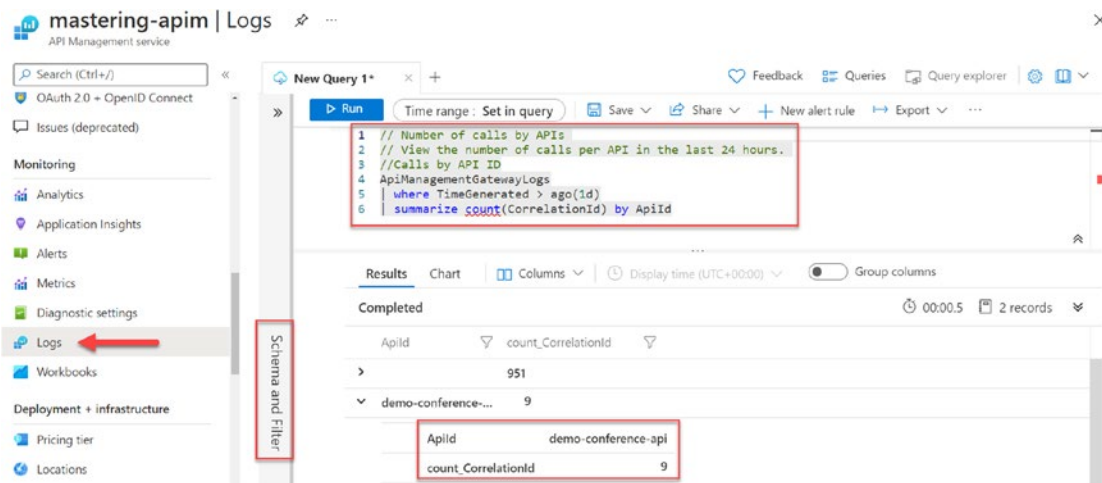 mastering-apim | Logs
API Management service
Search (Ctrl+/)
OAuth 2.0 + OpenID Connect
Issues (deprecated)
Monitoring
Analytics
Application Insights
Alerts
Metrics
Diagnostic settings
Logs
Workbooks
Deployment + infrastructure
Pricing tier
Locations
New Query 1*
Feedback Queries Query explorer
Run Time range : Set in query Save Share New alert rule Export
1 // Number of calls by APIs
2 // View the number of calls per API in the last 24 hours.
3 //Calls by API ID
4 ApiManagementGatewayLogs
5 | where TimeGenerated > ago(1d)
6 | summarize count(CorrelationId) by ApiId
Schema and Filter
Results Chart Columns Display time (UTC+00:00) Group columns
Completed 00:00.5 2 records
ApiId count_CorrelationId
951
demo-conference-... 9
ApiId demo-conference-api
count_CorrelationId 9